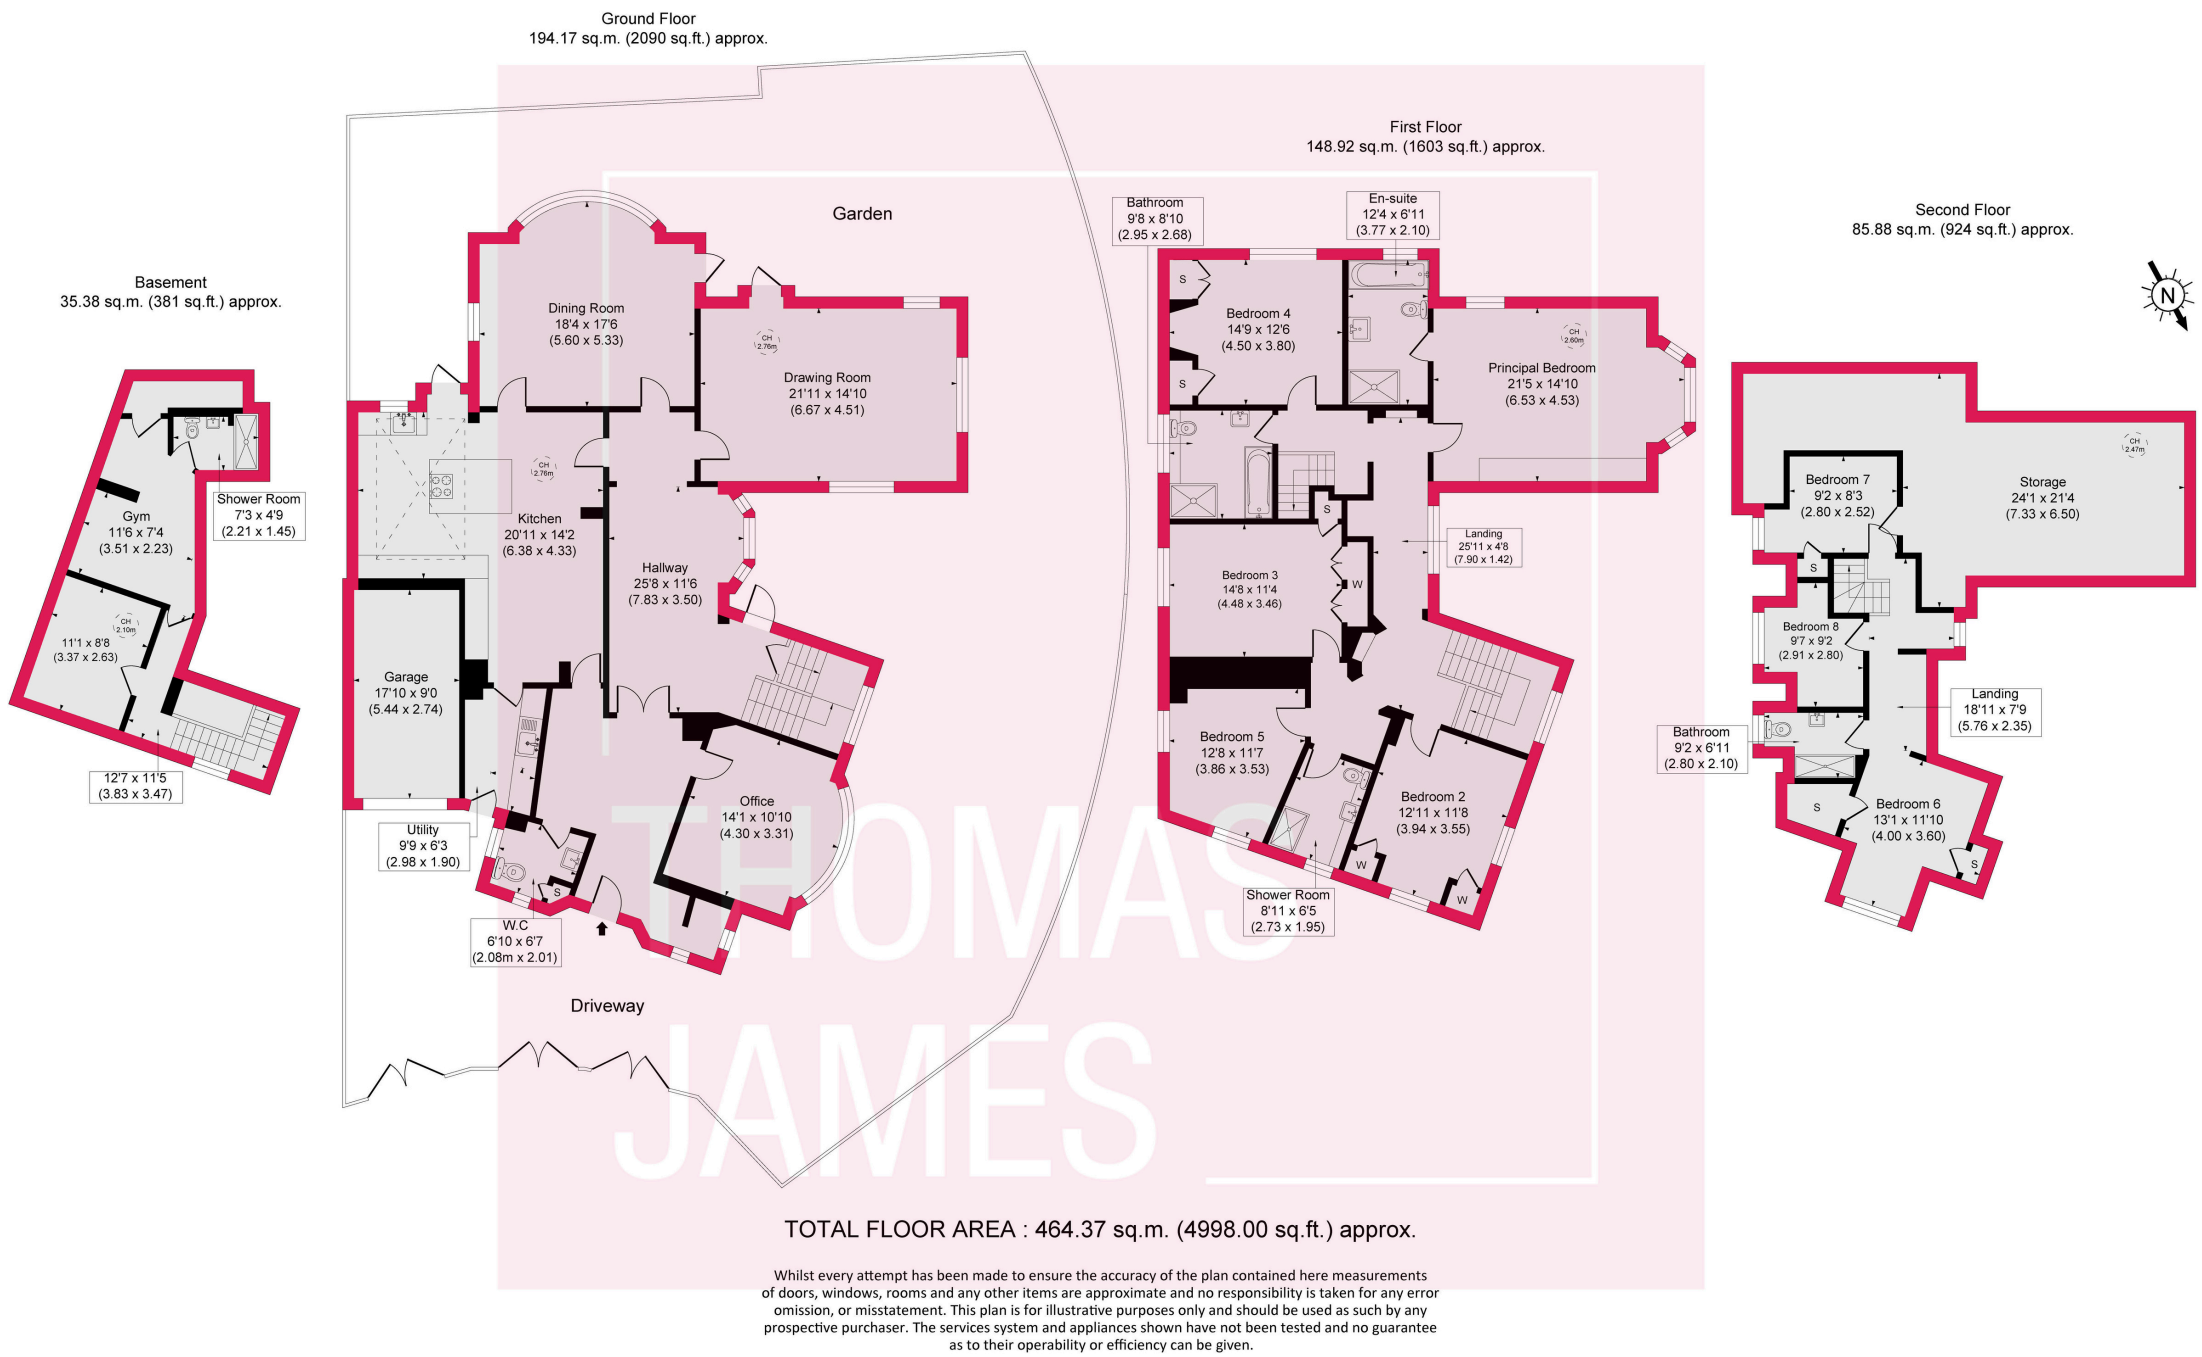 Ground Floor
194.17 sq.m. (2090 sq.ft.) approx.
Garden
Dining Room
18'4 x 17'6
(5.60 x 5.33)
CH
2.76m
Drawing Room
21'11 x 14'10
(6.67 x 4.51)
CH
2.76m
Kitchen
20'11 x 14'2
(6.38 x 4.33)
Hallway
25'8 x 11'6
(7.83 x 3.50)
Garage
17'10 x 9'0
(5.44 x 2.74)
Office
14'1 x 10'10
(4.30 x 3.31)
Utility
9'9 x 6'3
(2.98 x 1.90)
S
W.C
6'10 x 6'7
(2.08m x 2.01)
Driveway
Basement
35.38 sq.m. (381 sq.ft.) approx.
Shower Room
7'3 x 4'9
(2.21 x 1.45)
Gym
11'6 x 7'4
(3.51 x 2.23)
CH
2.10m
11'1 x 8'8
(3.37 x 2.63)
12'7 x 11'5
(3.83 x 3.47)
First Floor
148.92 sq.m. (1603 sq.ft.) approx.
Bathroom
9'8 x 8'10
(2.95 x 2.68)
En-suite
12'4 x 6'11
(3.77 x 2.10)
S
Bedroom 4
14'9 x 12'6
(4.50 x 3.80)
S
CH
2.60m
Principal Bedroom
21'5 x 14'10
(6.53 x 4.53)
S
Landing
25'11 x 4'8
(7.90 x 1.42)
Bedroom 3
14'8 x 11'4
(4.48 x 3.46)
W
Bedroom 5
12'8 x 11'7
(3.86 x 3.53)
Bedroom 2
12'11 x 11'8
(3.94 x 3.55)
W
W
Shower Room
8'11 x 6'5
(2.73 x 1.95)
Second Floor
85.88 sq.m. (924 sq.ft.) approx.
N
CH
2.47m
Bedroom 7
9'2 x 8'3
(2.80 x 2.52)
Storage
24'1 x 21'4
(7.33 x 6.50)
S
Bedroom 8
9'7 x 9'2
(2.91 x 2.80)
Landing
18'11 x 7'9
(5.76 x 2.35)
Bathroom
9'2 x 6'11
(2.80 x 2.10)
S
Bedroom 6
13'1 x 11'10
(4.00 x 3.60)
S
THOMAS
JAMES
TOTAL FLOOR AREA : 464.37 sq.m. (4998.00 sq.ft.) approx.
Whilst every attempt has been made to ensure the accuracy of the plan contained here measurements
of doors, windows, rooms and any other items are approximate and no responsibility is taken for any error
omission, or misstatement. This plan is for illustrative purposes only and should be used as such by any
prospective purchaser. The services system and appliances shown have not been tested and no guarantee
as to their operability or efficiency can be given.